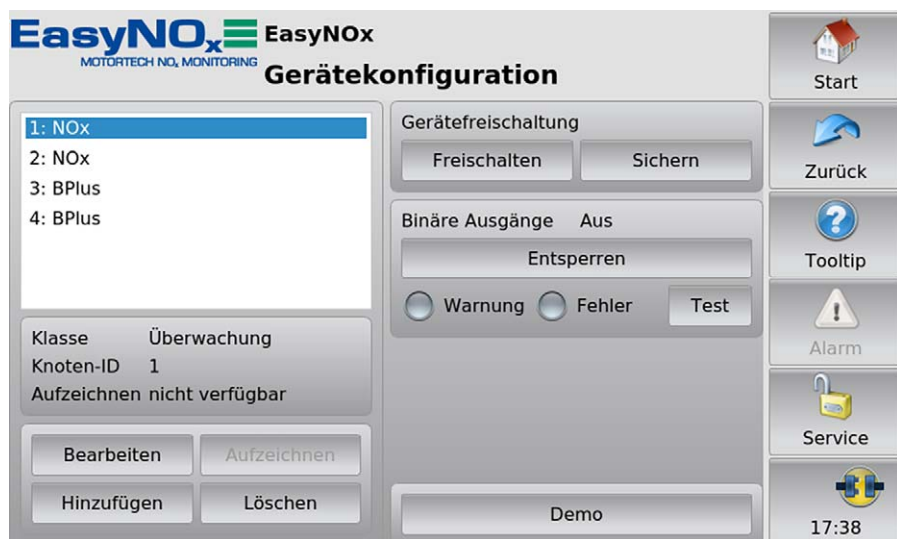 EasyNOx
MOTORTECH NOx MONITORING
EasyNOx
Gerätekonfiguration
1: NOx
2: NOx
3: BPlus
4: BPlus
Klasse Überwachung
Knoten-ID 1
Aufzeichnen nicht verfügbar
Bearbeiten Aufzeichnen
Hinzufügen Löschen
Gerätefreischaltung
Freischalten Sichern
Binäre Ausgänge Aus
Entsperren
Warnung Fehler Test
Demo
Start
Zurück
Tooltip
Alarm
Service
17:38